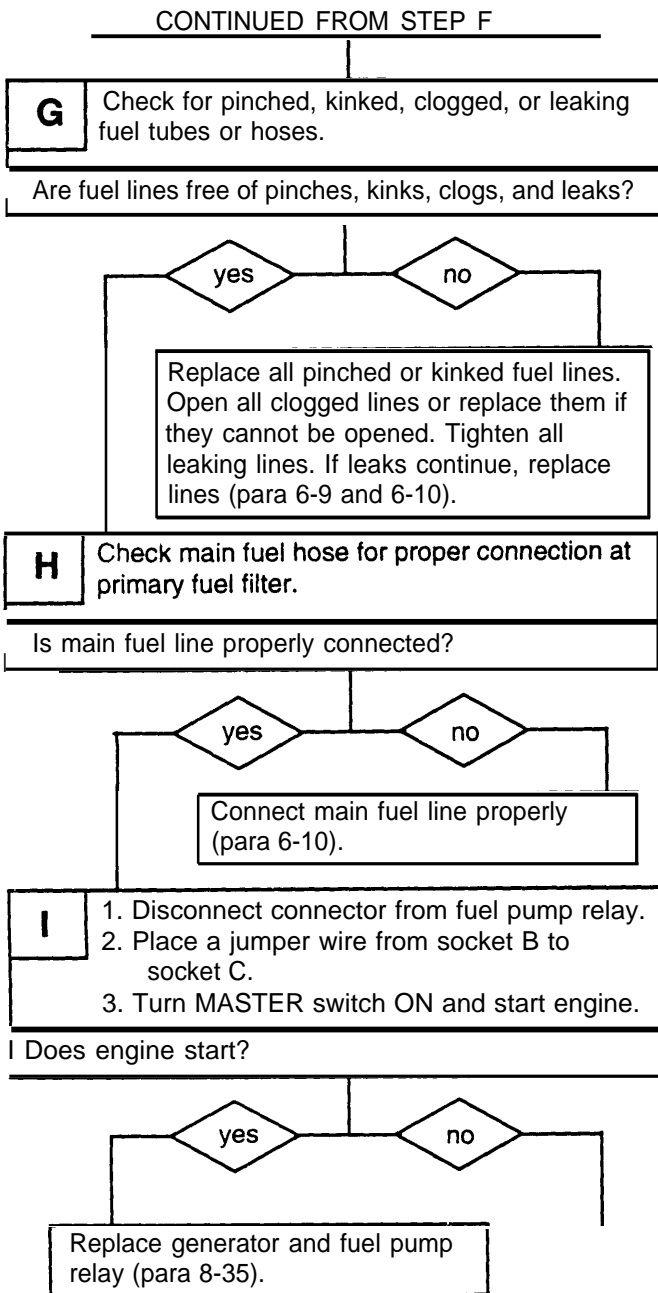 CONTINUED FROM STEP F
G
Check for pinched, kinked, clogged, or leaking
fuel tubes or hoses.
Are fuel lines free of pinches, kinks, clogs, and leaks?
yes
no
Replace all pinched or kinked fuel lines.
Open all clogged lines or replace them if
they cannot be opened. Tighten all
leaking lines. If leaks continue, replace
lines (para 6-9 and 6-10).
H
Check main fuel hose for proper connection at
primary fuel filter.
Is main fuel line properly connected?
yes
no
Connect main fuel line properly
(para 6-10).
I
1. Disconnect connector from fuel pump relay.
2. Place a jumper wire from socket B to
socket C.
3. Turn MASTER switch ON and start engine.
I Does engine start?
yes
no
Replace generator and fuel pump
relay (para 8-35).